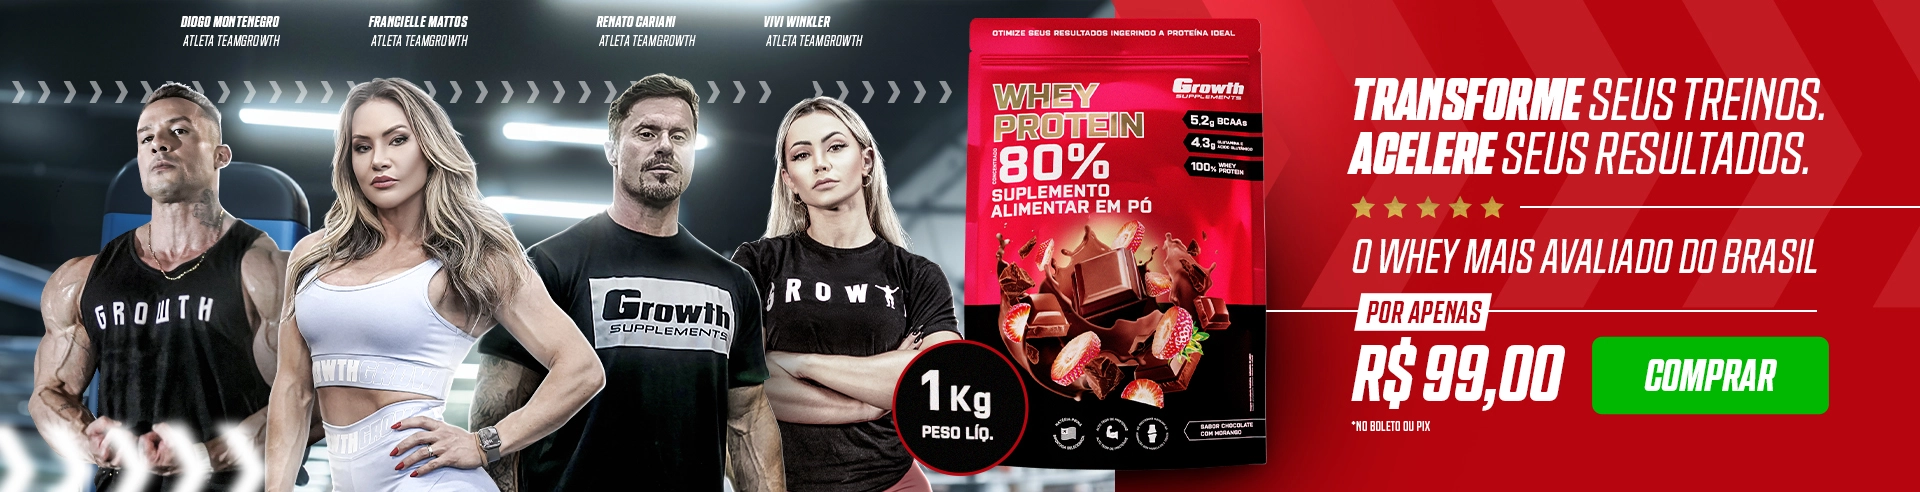 DIOGO MONTENEGRO
ATLETA TEAMGROWTH
FRANCIELLE MATTOS
ATLETA TEAMGROWTH
RENATO CARIANI
ATLETA TEAMGROWTH
VIVI WINKLER
ATLETA TEAMGROWTH
GROWTH
Growth
SUPPLEMENTS
GROW
OTIMIZE SEUS RESULTADOS INGERINDO A PROTEÍNA IDEAL
Growth
SUPPLEMENTS
WHEY
PROTEIN
CONCENTRADO
80%
SUPLEMENTO
ALIMENTAR EM PÓ
5.2g BCAAs
4.3g GLUTAMINA E
ÁCIDO GLUTÂMICO
100% WHEY
PROTEIN
SABOR CHOCOLATE
COM MORANGO
1Kg
PESO LÍQ.
TRANSFORME SEUS TREINOS.
ACELERE SEUS RESULTADOS.
O WHEY MAIS AVALIADO DO BRASIL
POR APENAS
R$ 99,00
COMPRAR
*NO BOLETO OU PIX